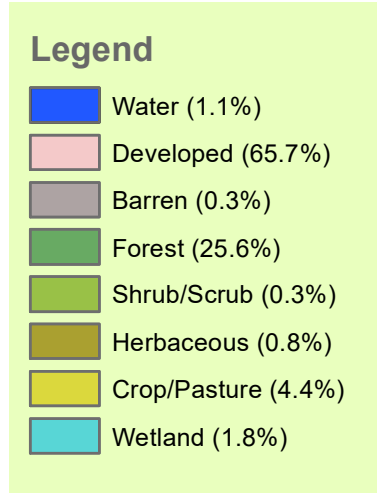 Legend
Water (1.1%)
Developed (65.7%)
Barren (0.3%)
Forest (25.6%)
Shrub/Scrub (0.3%)
Herbaceous (0.8%)
Crop/Pasture (4.4%)
Wetland (1.8%)